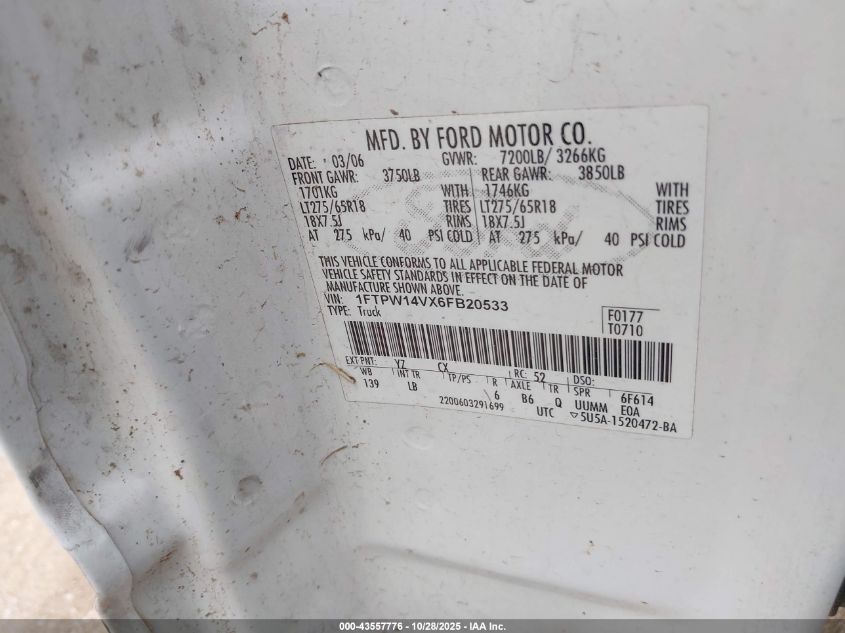 MFD. BY FORD MOTOR CO.
DATE: 03/06 GVWR: 7200LB/ 3266KG
FRONT GAWR: 3750LB REAR GAWR: 3850LB
1701KG WITH 1746KG WITH
LT275/65R18 TIRES LT275/65R18 TIRES
18X7.5J RIMS 18X7.5J RIMS
AT 275 kPa/ 40 PSI COLD AT 275 kPa/ 40 PSI COLD
THIS VEHICLE CONFORMS TO ALL APPLICABLE FEDERAL MOTOR
VEHICLE SAFETY STANDARDS IN EFFECT ON THE DATE OF
MANUFACTURE SHOWN ABOVE.
VIN: 1FTPW14VX6FB20533
TYPE: Truck
F0177
T0710
EXT PNT: YZ CX RC: 52 DSO:
WB INT TR TP/PS R AXLE TR SPR 6F614
139 LB 6 B6 Q UUMM E0A
2200603291699 UTC ▽5U5A-1520472-BA
000-43557776 - 10/28/2025 - IAA Inc.